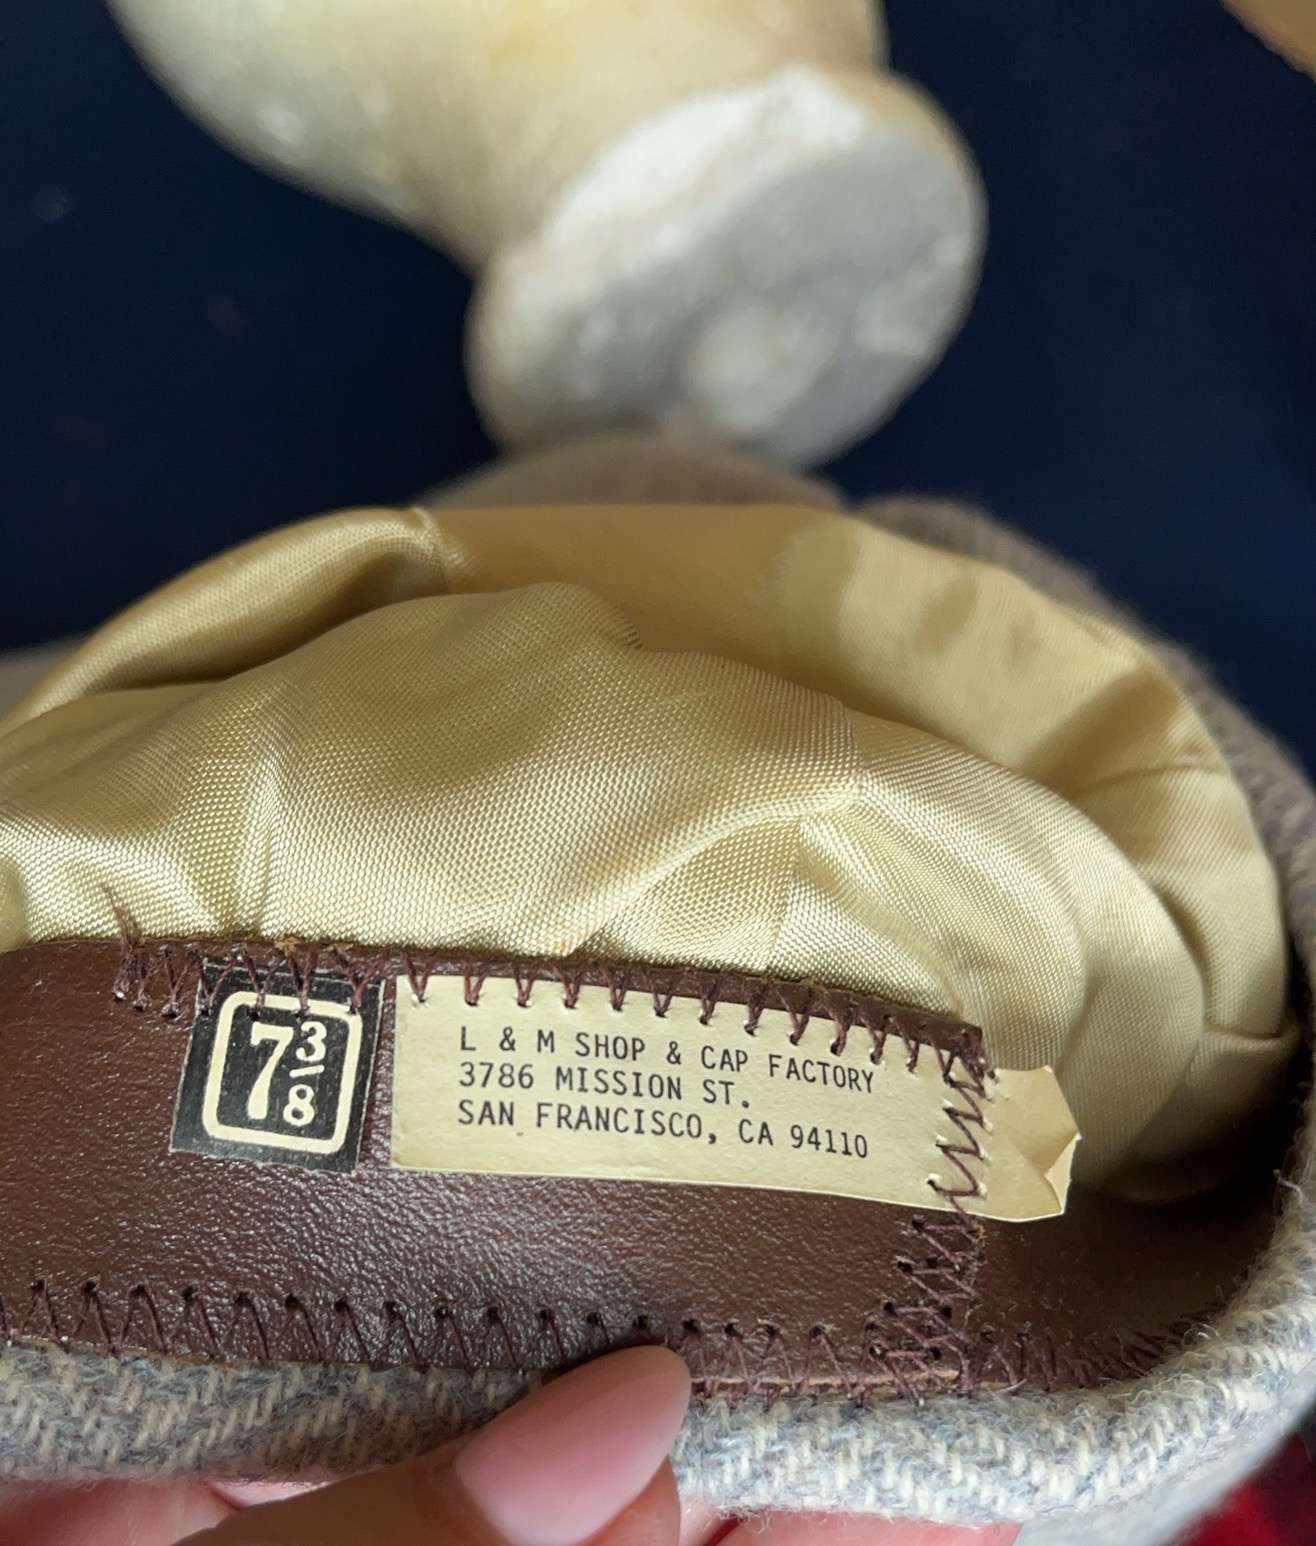 7 3/8
L & M SHOP & CAP FACTORY
3786 MISSION ST.
SAN FRANCISCO, CA 94110